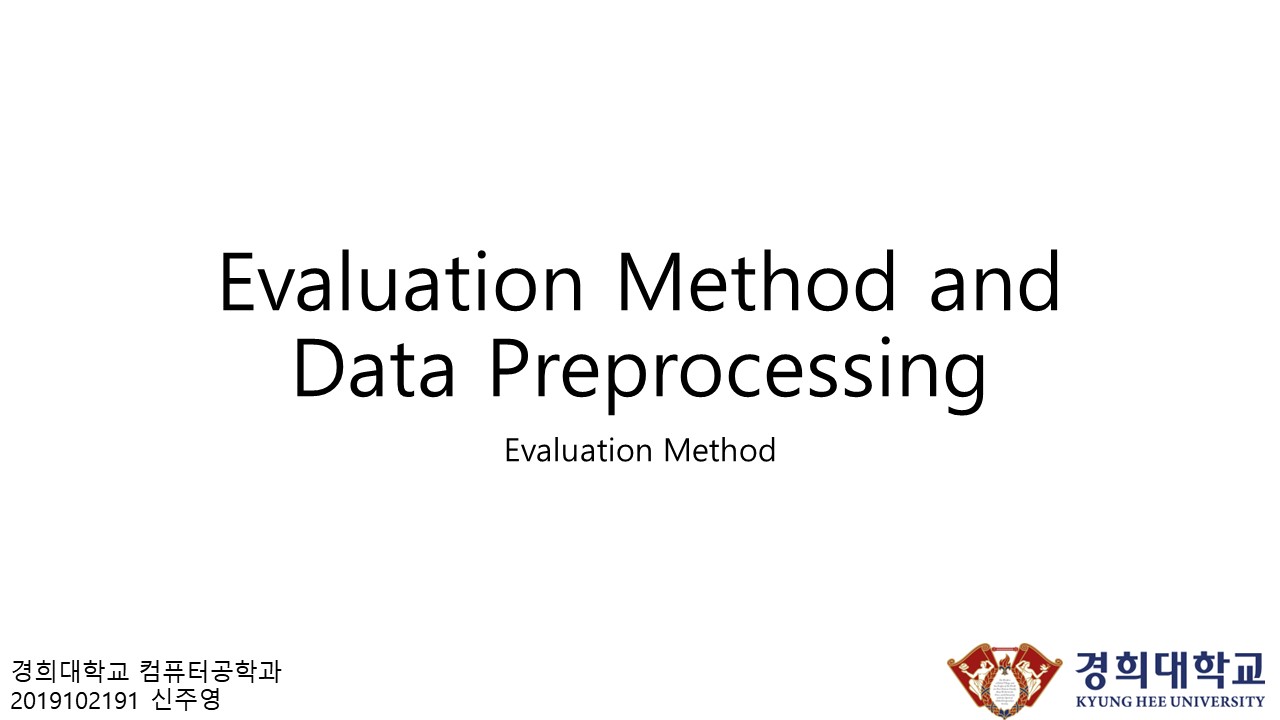 Evaluation Method and
Data Preprocessing
Evaluation Method
경희대학교 컴퓨터공학과
2019102191 신주영
경희대학교
KYUNG HEE UNIVERSITY